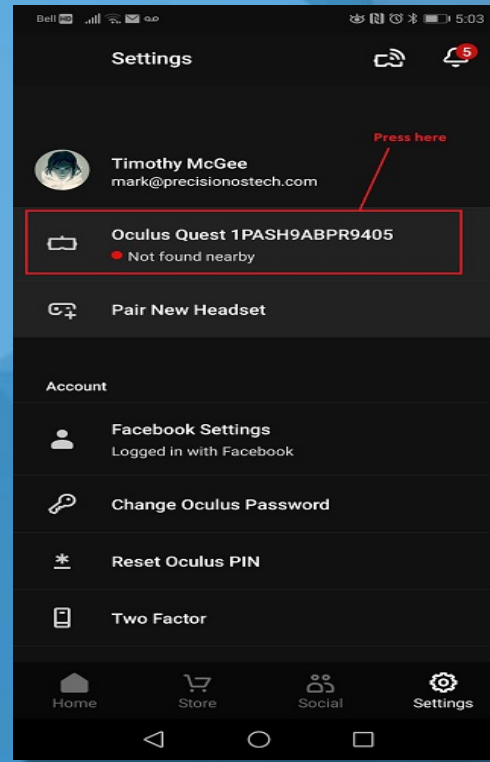 Bell HD 5:03
Settings
5
Press here
Timothy McGee
mark@precisionostech.com
Oculus Quest 1PASH9ABPR9405
Not found nearby
Pair New Headset
Account
Facebook Settings
Logged in with Facebook
Change Oculus Password
Reset Oculus PIN
Two Factor
Home Store Social Settings